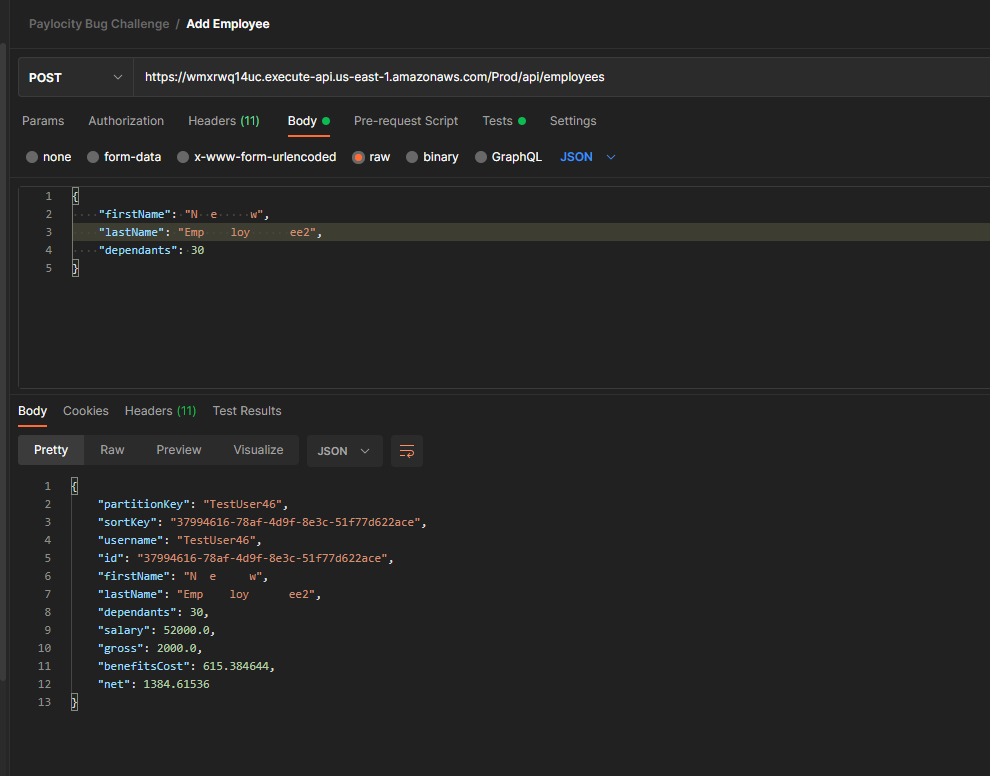 Paylocity Bug Challenge / Add Employee
POST https://wmxrwq14uc.execute-api.us-east-1.amazonaws.com/Prod/api/employees
Params Authorization Headers (11) Body Pre-request Script Tests Settings
none form-data x-www-form-urlencoded raw binary GraphQL JSON
1 {
2 ····"firstName":·"N··e·····w",
3 ····"lastName":·"Emp····loy······ee2",
4 ····"dependants":·30
5 }
Body Cookies Headers (11) Test Results
Pretty Raw Preview Visualize JSON
1 {
2     "partitionKey": "TestUser46",
3     "sortKey": "37994616-78af-4d9f-8e3c-51f77d622ace",
4     "username": "TestUser46",
5     "id": "37994616-78af-4d9f-8e3c-51f77d622ace",
6     "firstName": "N  e     w",
7     "lastName": "Emp    loy      ee2",
8     "dependants": 30,
9     "salary": 52000.0,
10     "gross": 2000.0,
11     "benefitsCost": 615.384644,
12     "net": 1384.61536
13 }